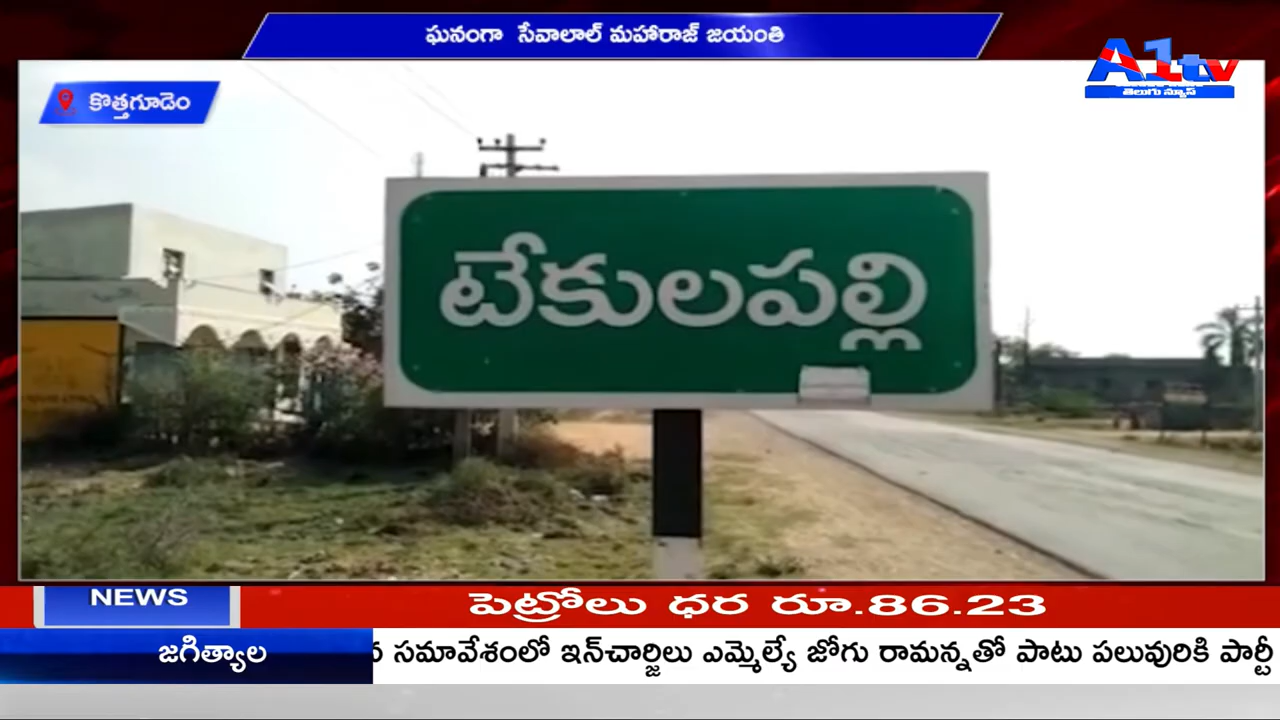 ఘనంగా సేవాలాల్ మహారాజ్ జయంతి
A1tv
తెలుగు న్యూస్
కొత్తగూడెం
టేకులపల్లి
NEWS
పెట్రోలు ధర రూ.86.23
జగిత్యాల
సమావేశంలో ఇన్‌చార్జిలు ఎమ్మెల్యే జోగు రామన్నతో పాటు పలువురికి పార్టీ